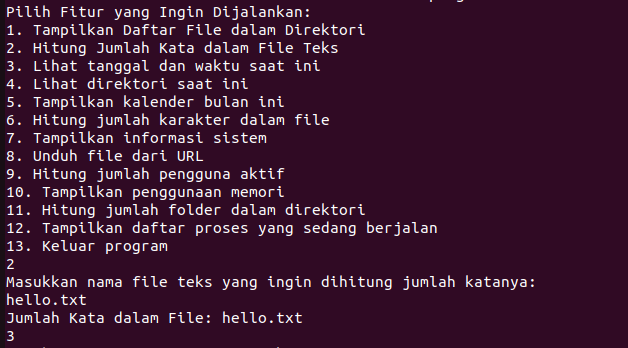 Pilih Fitur yang Ingin Dijalankan:
1. Tampilkan Daftar File dalam Direktori
2. Hitung Jumlah Kata dalam File Teks
3. Lihat tanggal dan waktu saat ini
4. Lihat direktori saat ini
5. Tampilkan kalender bulan ini
6. Hitung jumlah karakter dalam file
7. Tampilkan informasi sistem
8. Unduh file dari URL
9. Hitung jumlah pengguna aktif
10. Tampilkan penggunaan memori
11. Hitung jumlah folder dalam direktori
12. Tampilkan daftar proses yang sedang berjalan
13. Keluar program
2
Masukkan nama file teks yang ingin dihitung jumlah katanya:
hello.txt
Jumlah Kata dalam File: hello.txt
3